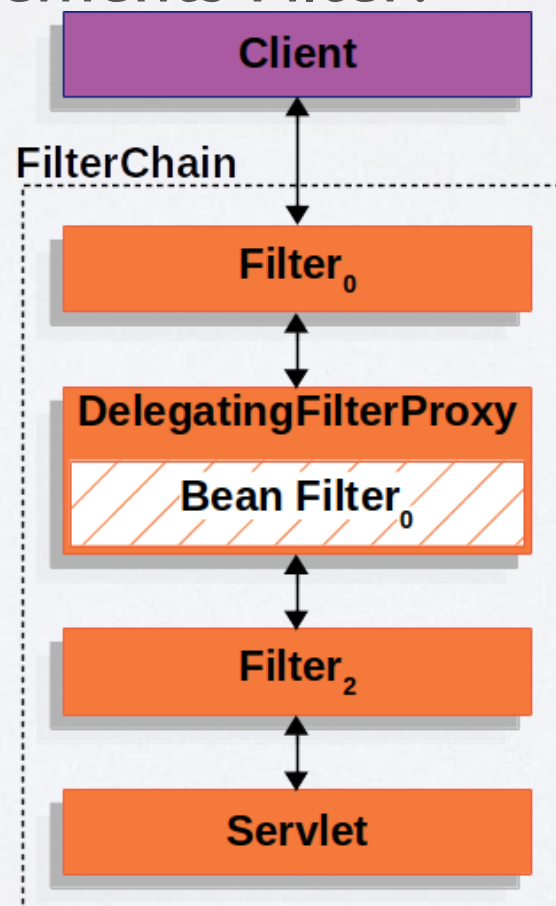 Client
FilterChain
Filter0
DelegatingFilterProxy
Bean Filter0
Filter2
Servlet